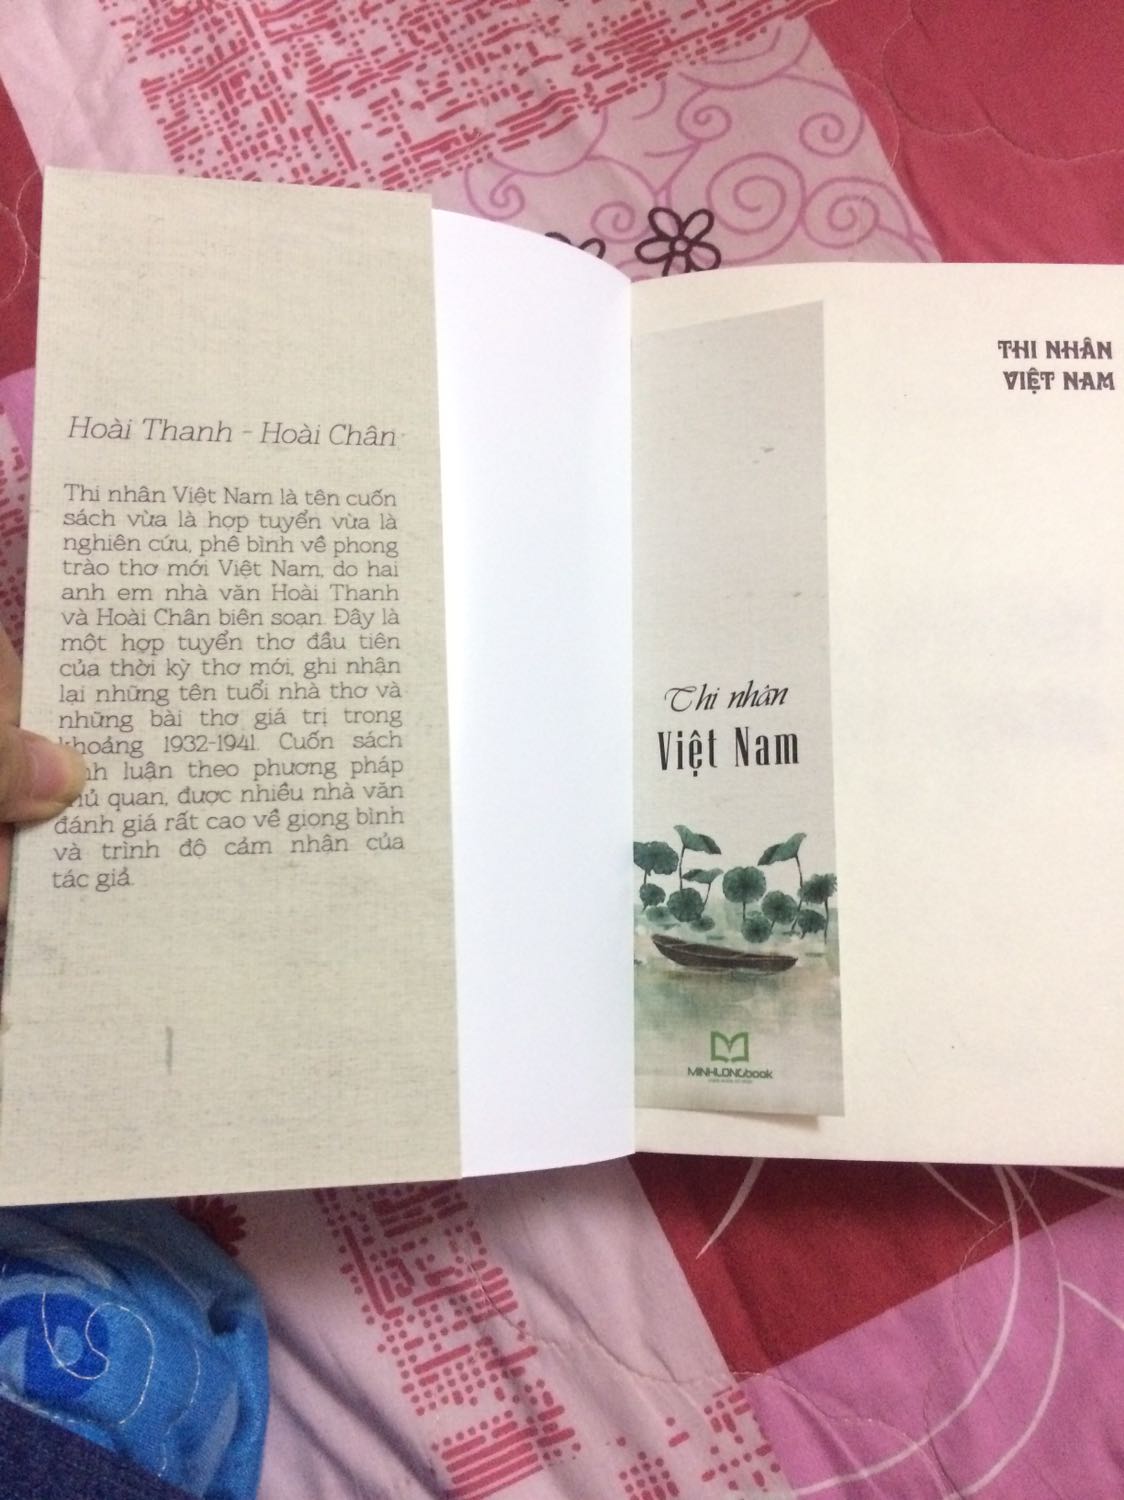 Hoài Thanh - Hoài Chân
Thi nhân Việt Nam là tên cuốn
sách vừa là hợp tuyển vừa là
nghiên cứu, phê bình về phong
trào thơ mới Việt Nam, do hai
anh em nhà văn Hoài Thanh
và Hoài Chân biên soạn. Đây là
một hợp tuyển thơ đầu tiên
của thời kỳ thơ mới, ghi nhận
lại những tên tuổi nhà thơ và
những bài thơ giá trị trong
khoảng 1932-1941. Cuốn sách
luận theo phương pháp
quan, được nhiều nhà văn
đánh giá rất cao về giọng bình
và trình độ cảm nhận của
tác giả.
Thi nhân
Việt Nam
MINHLONGbook
THI NHÂN
VIỆT NAM